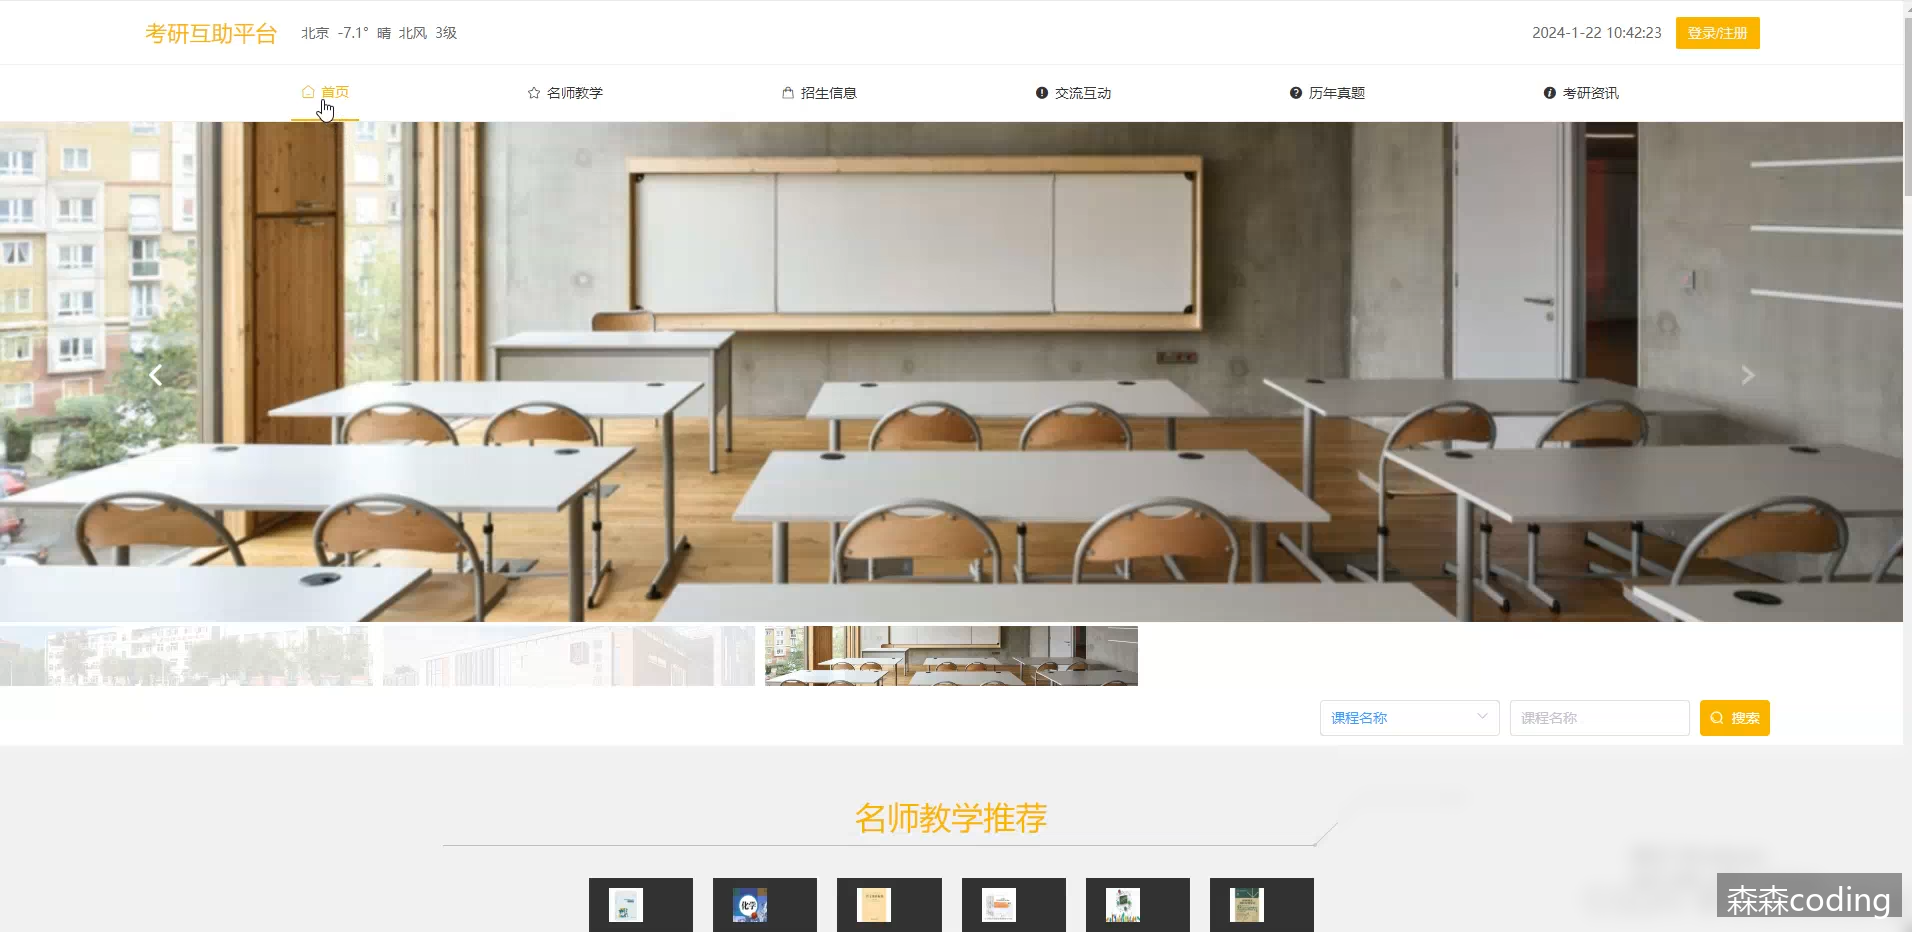 考研互助平台 北京 -7.1° 晴 北风 3级 2024-1-22 10:42:23 登录/注册
首页 名师教学 招生信息 交流互动 历年真题 考研资讯
课程名称 课程名称 搜索
名师教学推荐
化学
森森coding